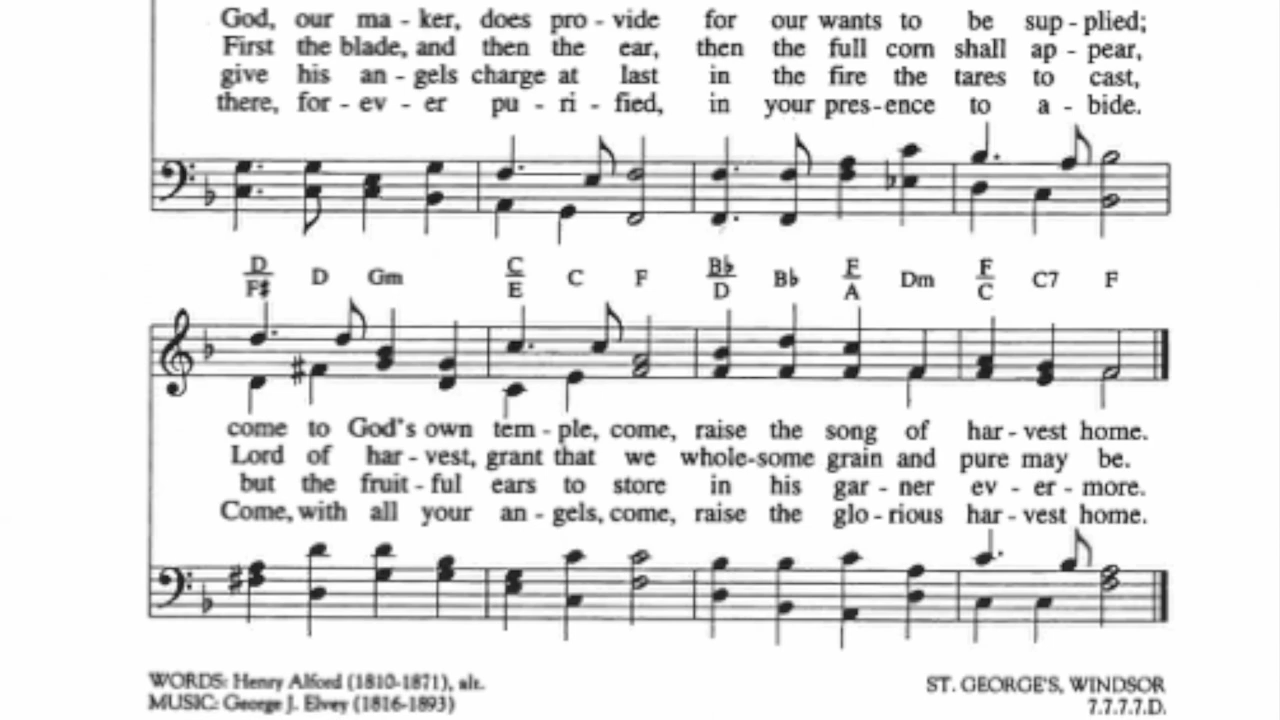 God, our ma - ker, does pro - vide for our wants to be sup - plied;
First the blade, and then the ear, then the full corn shall ap - pear,
give his an - gels charge at last in the fire the tares to cast,
there, for - ev - er pu - ri - fied, in your pres - ence to a - bide.
D/F♯ D Gm C/E C F B♭/D B♭ F/A Dm F/C C7 F
come to God's own tem - ple, come, raise the song of har - vest home.
Lord of har - vest, grant that we whole-some grain and pure may be.
but the fruit - ful ears to store in his gar - ner ev - er - more.
Come, with all your an - gels, come, raise the glo - rious har - vest home.
WORDS: Henry Alford (1810-1871), alt.
MUSIC: George J. Elvey (1816-1893)
ST. GEORGE'S, WINDSOR
7.7.7.7.D.